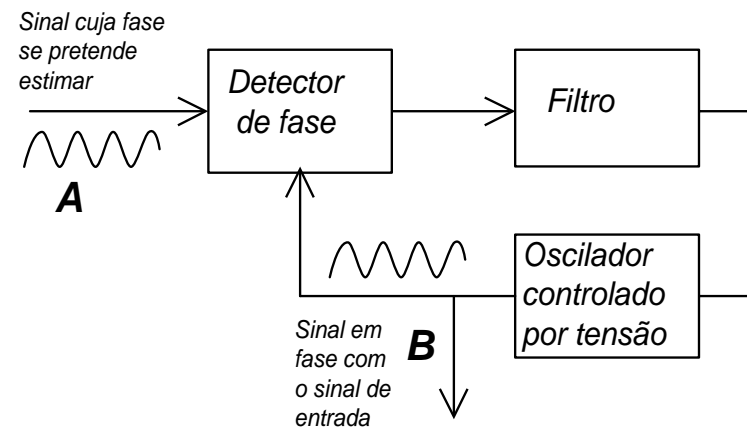 Sinal cuja fase
se pretende
estimar
Detector
de fase
Filtro
A
Oscilador
controlado
por tensão
Sinal em
fase com
o sinal de
entrada
B